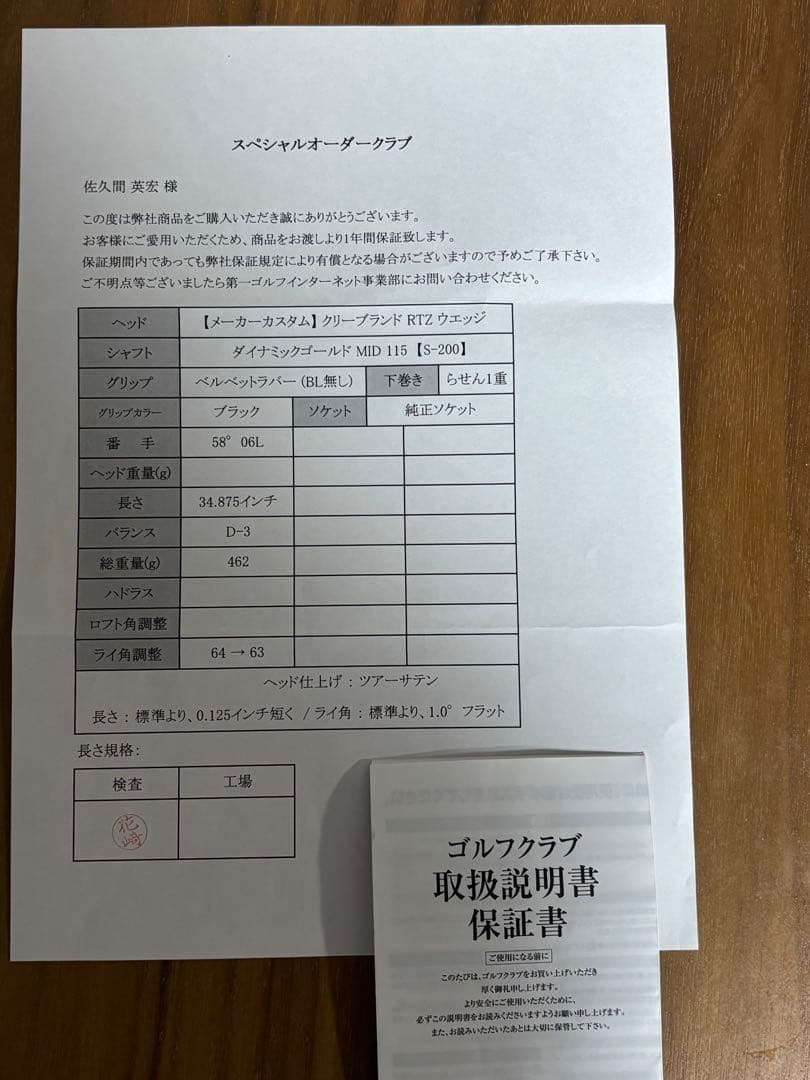 スペシャルオーダークラブ
佐久間 英宏 様
この度は弊社商品をご購入いただき誠にありがとうございます。
お客様にご愛用いただくため、商品をお渡しより1年間保証致します。
保証期間内であっても弊社保証規定により有償となる場合がございますので予めご了承下さい。
ご不明点等ございましたら第一ゴルフインターネット事業部にお問い合わせください。
ヘッド 【メーカーカスタム】クリーブランド RTZ ウエッジ
シャフト ダイナミックゴールド MID 115 【S-200】
グリップ ベルベットラバー (BL無し) 下巻き らせん1重
グリップカラー ブラック ソケット 純正ソケット
番 手 58° 06L
ヘッド重量(g)
長さ 34.875インチ
バランス D-3
総重量(g) 462
ハドラス
ロフト角調整
ライ角調整 64 → 63
ヘッド仕上げ : ツアーサテン
長さ : 標準より、0.125インチ短く / ライ角 : 標準より、1.0° フラット
長さ規格:
検査 工場
花﨑
ゴルフクラブ
取扱説明書
保証書
ご使用になる前に
このたびは、ゴルフクラブをお買い上げいただき
厚く御礼申し上げます。
より安全にご使用いただくために、
必ずこの説明書をお読みくださいますようお願い申し上げます。
また、お読みいただいたあとは大切に保管して下さい。